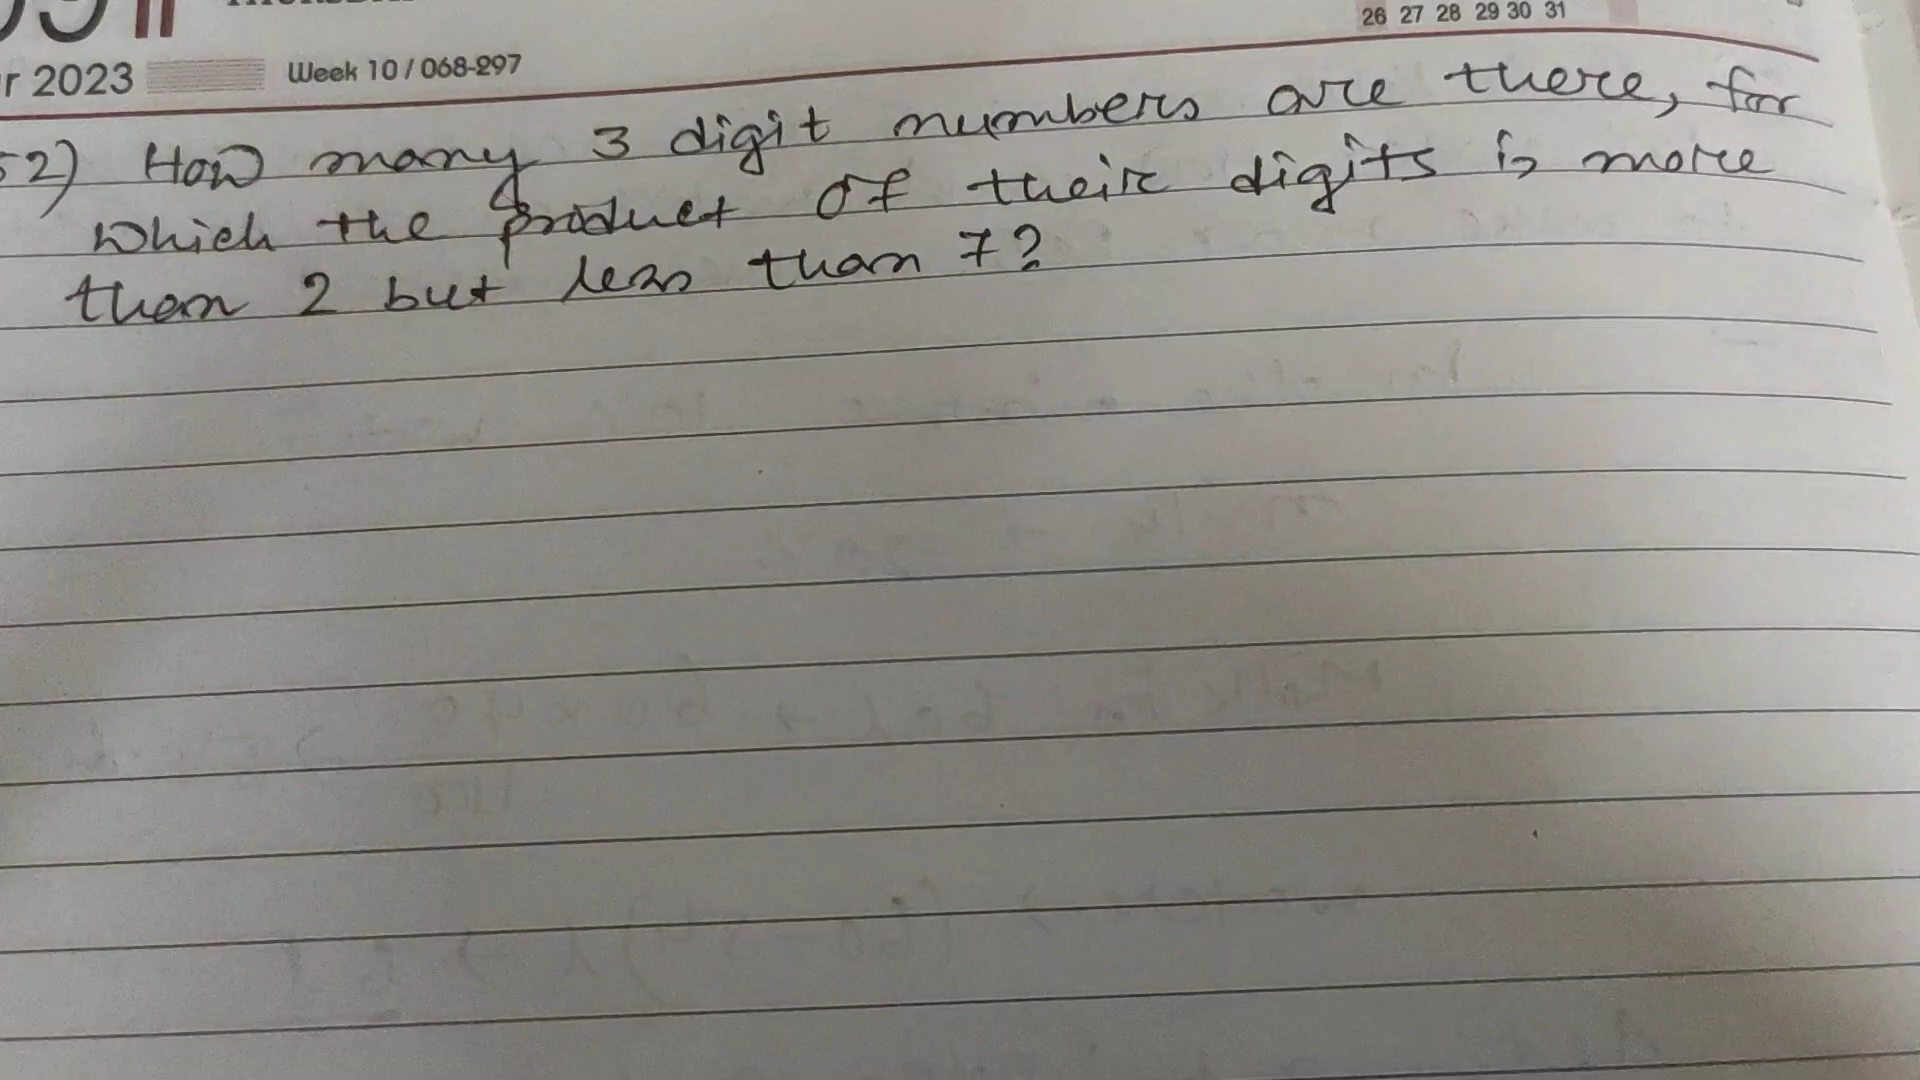 26 27 28 29 30 31
r 2023 Week 10 / 068-297
52) How many 3 digit numbers are there, for
which the product of their digits is more
than 2 but less than 7?